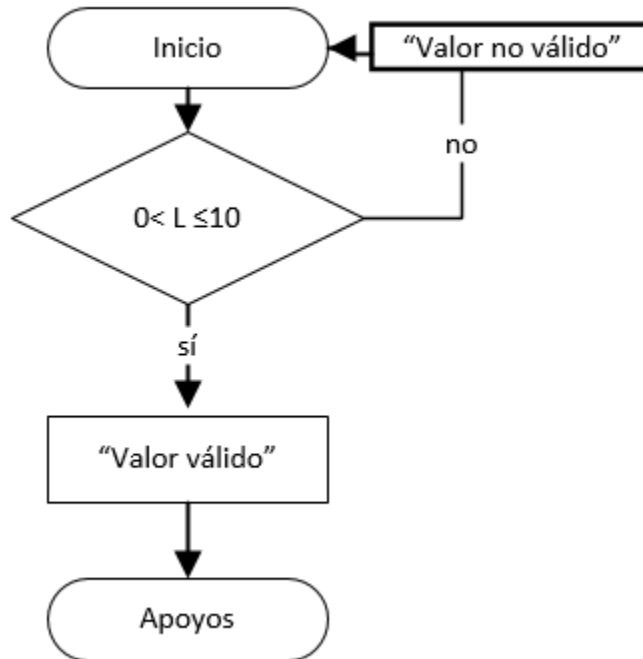 Inicio
“Valor no válido”
no
0< L ≤10
sí
“Valor válido”
Apoyos